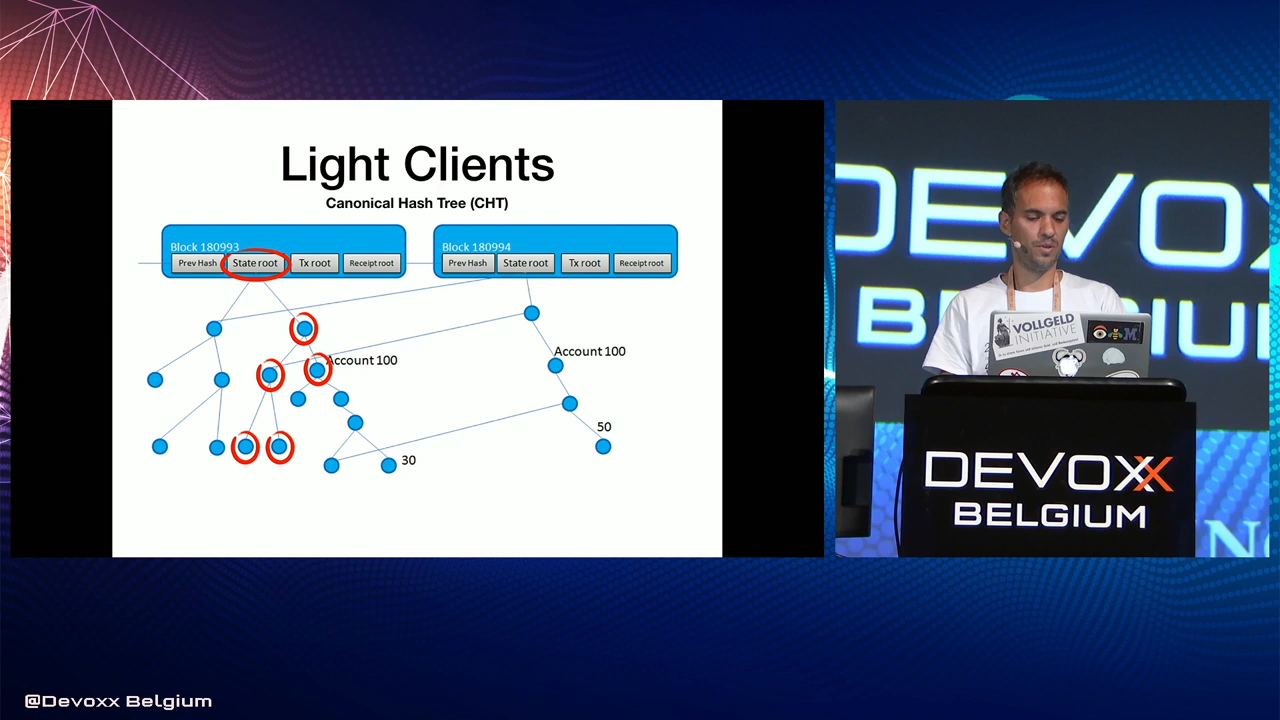 Light Clients
Canonical Hash Tree (CHT)
Block 180993
Prev Hash State root Tx root Receipt root
Block 180994
Prev Hash State root Tx root Receipt root
Account 100
30
Account 100
50
DEVOX
BELGIU
VOLLGELD
INITIATIVE
DEVOXX
BELGIUM
@Devoxx Belgium